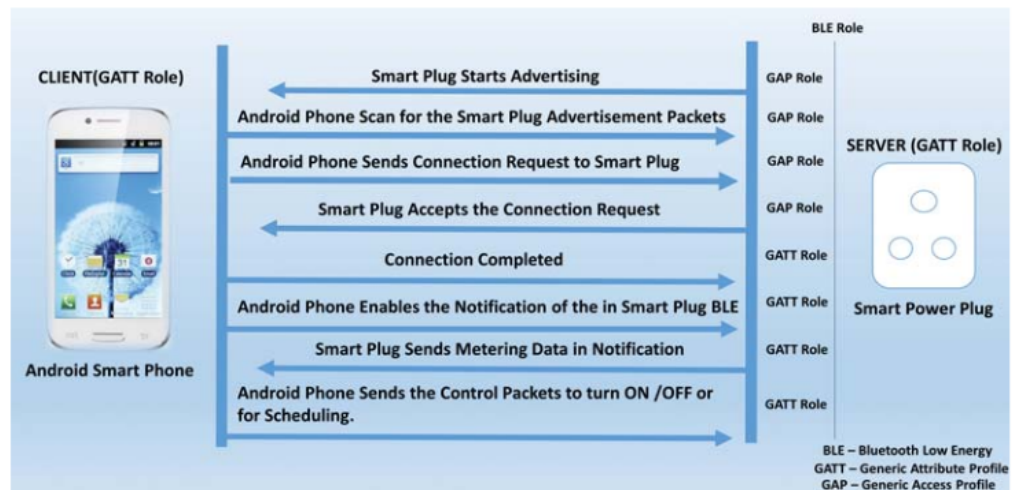 BLE Role
CLIENT(GATT Role)
Smart Plug Starts Advertising
GAP Role
Android Phone Scan for the Smart Plug Advertisement Packets
GAP Role
Android Phone Sends Connection Request to Smart Plug
GAP Role
SERVER (GATT Role)
Smart Plug Accepts the Connection Request
GAP Role
Connection Completed
GATT Role
Android Phone Enables the Notification of the in Smart Plug BLE
GATT Role
Smart Power Plug
Smart Plug Sends Metering Data in Notification
GATT Role
Android Smart Phone
Android Phone Sends the Control Packets to turn ON /OFF or
for Scheduling.
GATT Role
BLE – Bluetooth Low Energy
GATT – Generic Attribute Profile
GAP – Generic Access Profile